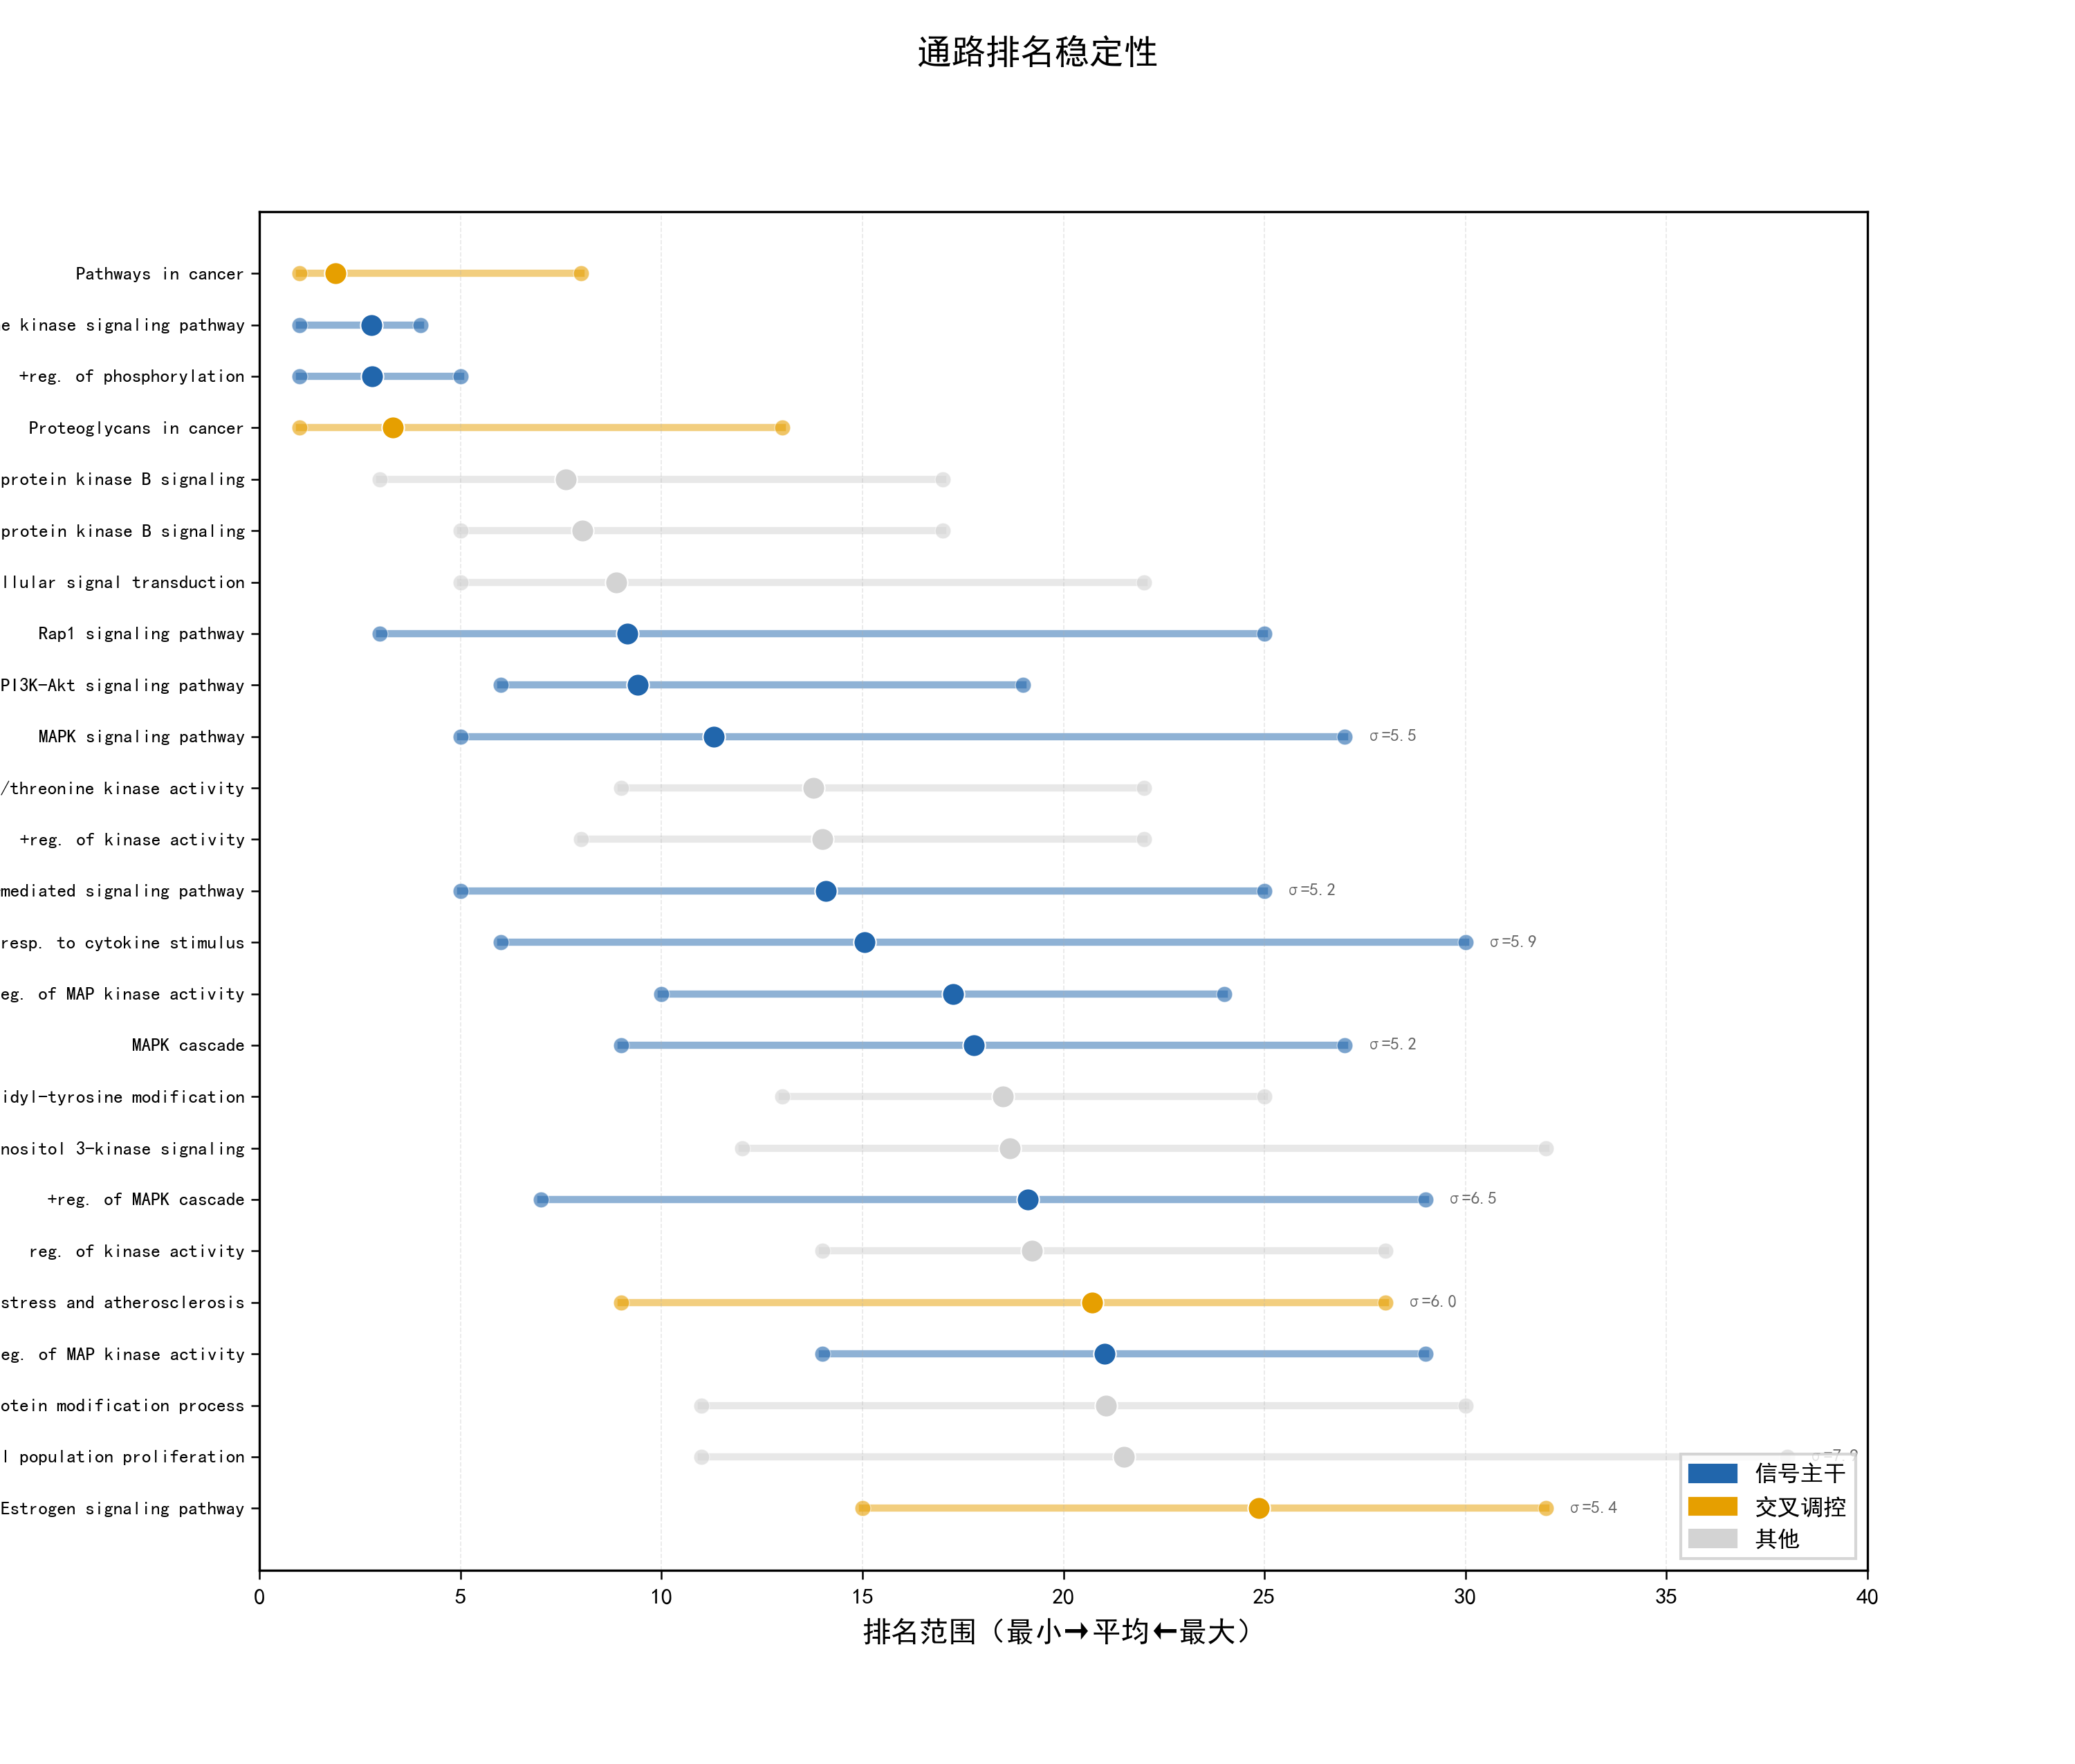 通路排名稳定性
Pathways in cancer
e kinase signaling pathway
+reg. of phosphorylation
Proteoglycans in cancer
protein kinase B signaling
protein kinase B signaling
llular signal transduction
Rap1 signaling pathway
PI3K-Akt signaling pathway
MAPK signaling pathway
σ=5.5
/threonine kinase activity
+reg. of kinase activity
mediated signaling pathway
σ=5.2
resp. to cytokine stimulus
σ=5.9
eg. of MAP kinase activity
MAPK cascade
σ=5.2
idyl-tyrosine modification
nositol 3-kinase signaling
+reg. of MAPK cascade
σ=6.5
reg. of kinase activity
stress and atherosclerosis
σ=6.0
eg. of MAP kinase activity
otein modification process
l population proliferation
Estrogen signaling pathway
σ=5.4
信号主干
交叉调控
其他
0 5 10 15 20 25 30 35 40
排名范围（最小→平均←最大）